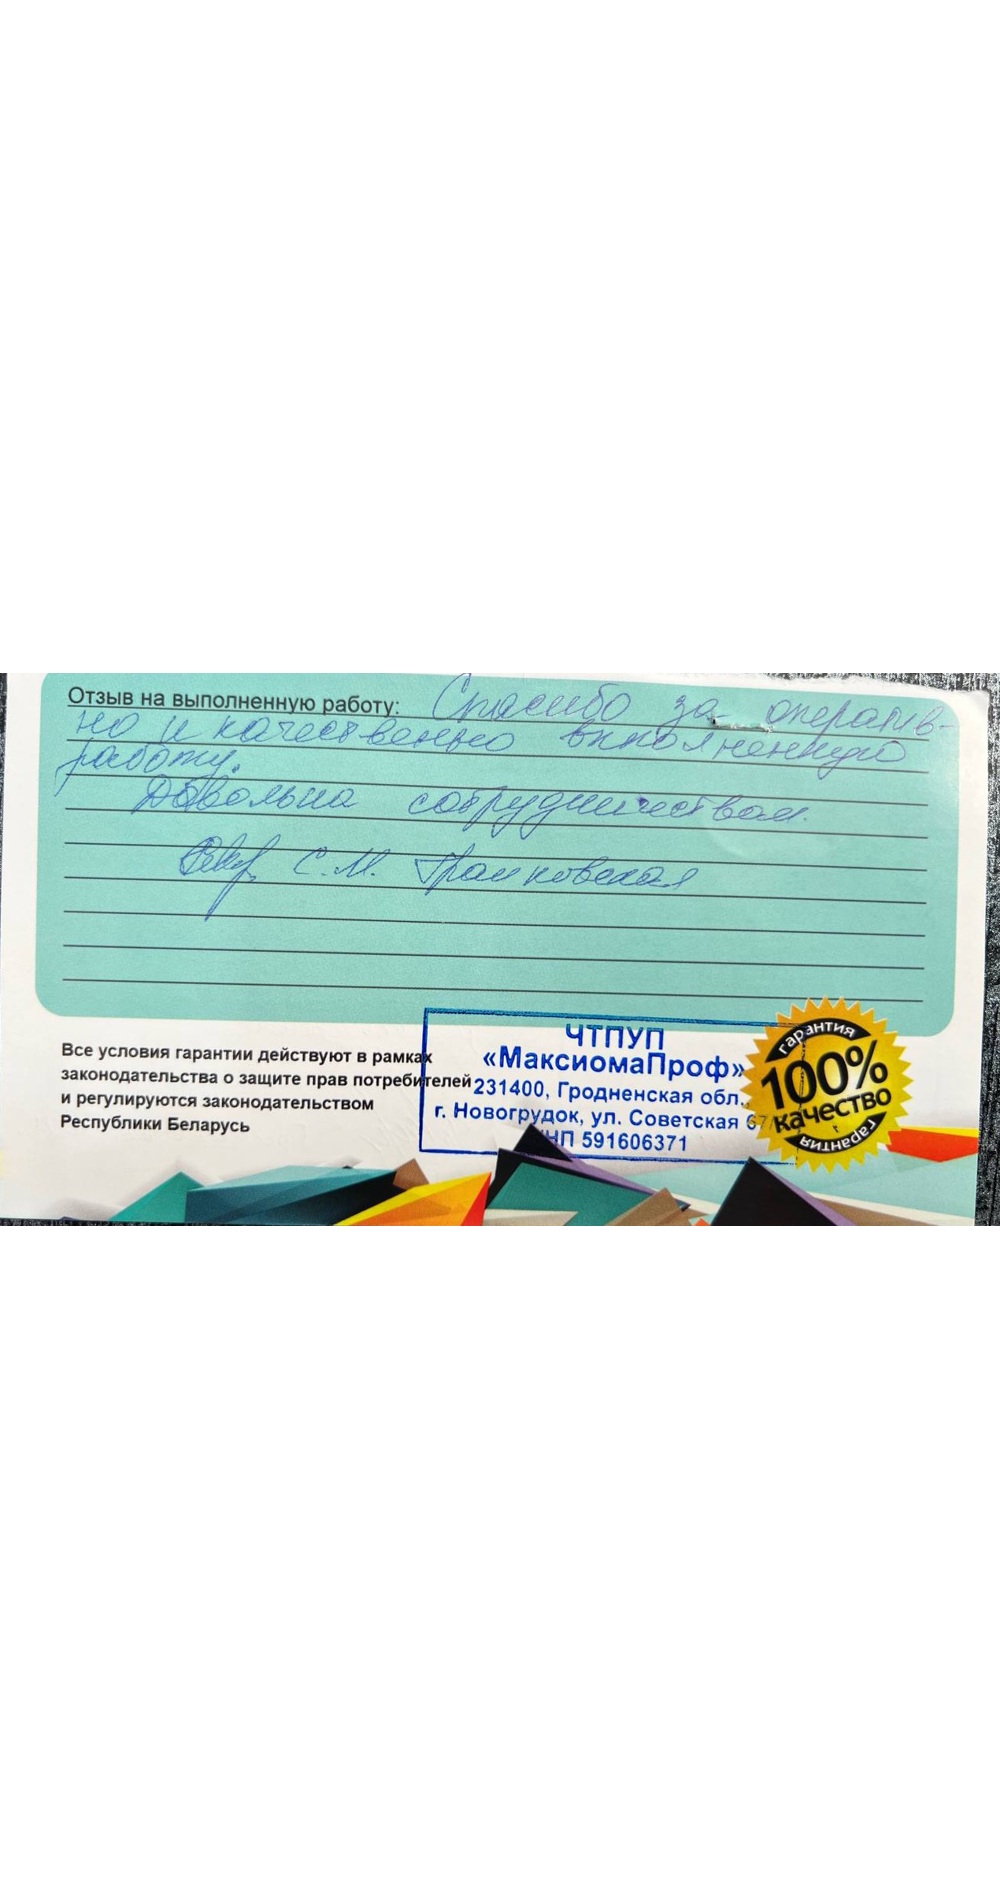 Отзыв на выполненную работу: Спасибо за оператив-
но и качественно выполненную
работу.
Довольна сотрудничеством.
С.М.
Все условия гарантии действуют в рамках
законодательства о защите прав потребителей
и регулируются законодательством
Республики Беларусь
ЧТПУП
«МаксиомаПроф»
231400, Гродненская обл.,
г. Новогрудок, ул. Советская 67/
УНП 591606371
гарантия
100%
качество
гарантия